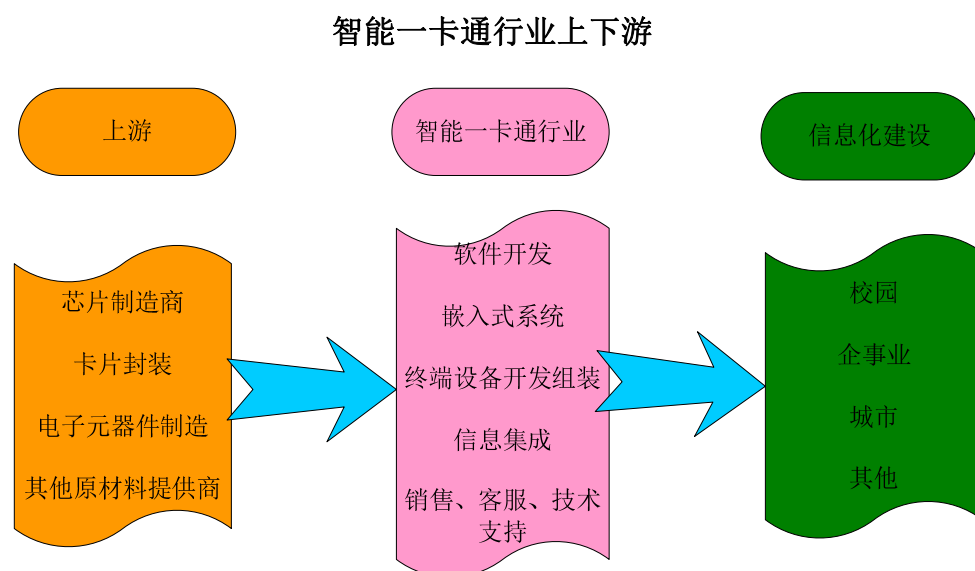 智能一卡通行业上下游
上游
智能一卡通行业
信息化建设
芯片制造商
卡片封装
电子元器件制造
其他原材料提供商
软件开发
嵌入式系统
终端设备开发组装
信息集成
销售、客服、技术
支持
校园
企事业
城市
其他